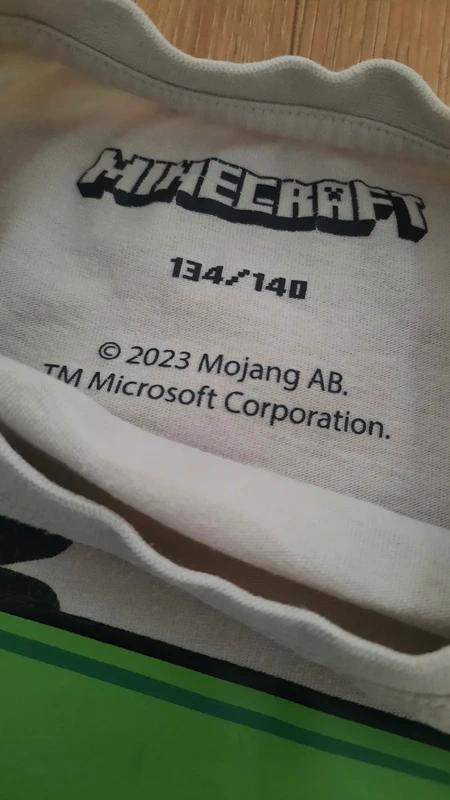 MINECRAFT
134/140
© 2023 Mojang AB.
TM Microsoft Corporation.